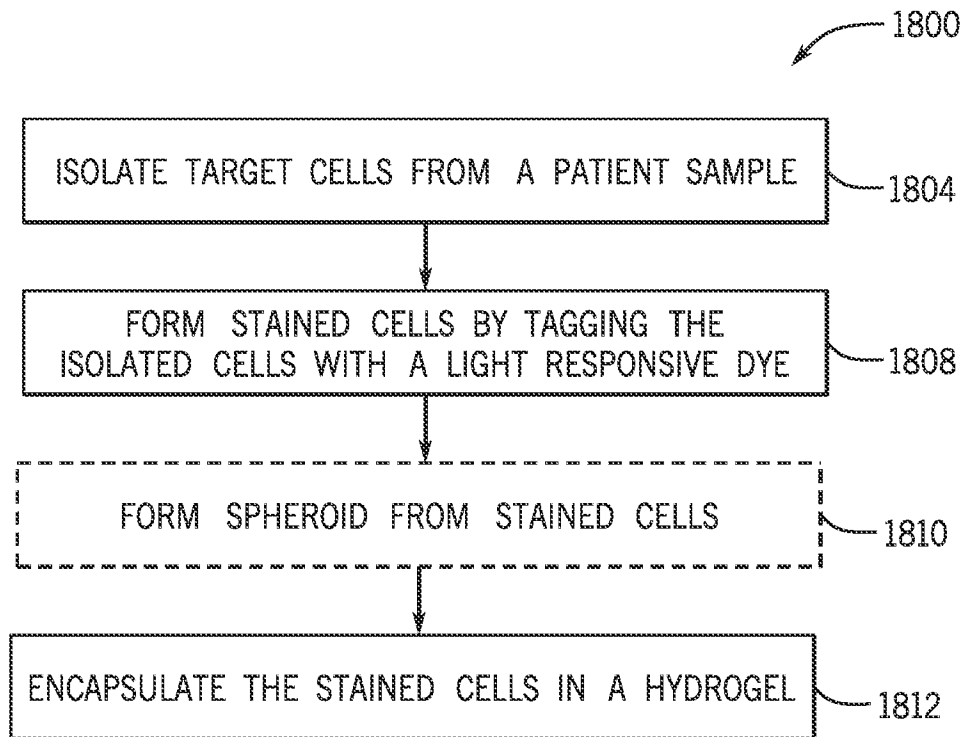 1800
ISOLATE TARGET CELLS FROM A PATIENT SAMPLE
1804
FORM STAINED CELLS BY TAGGING THE
ISOLATED CELLS WITH A LIGHT RESPONSIVE DYE
1808
FORM SPHEROID FROM STAINED CELLS
1810
ENCAPSULATE THE STAINED CELLS IN A HYDROGEL
1812